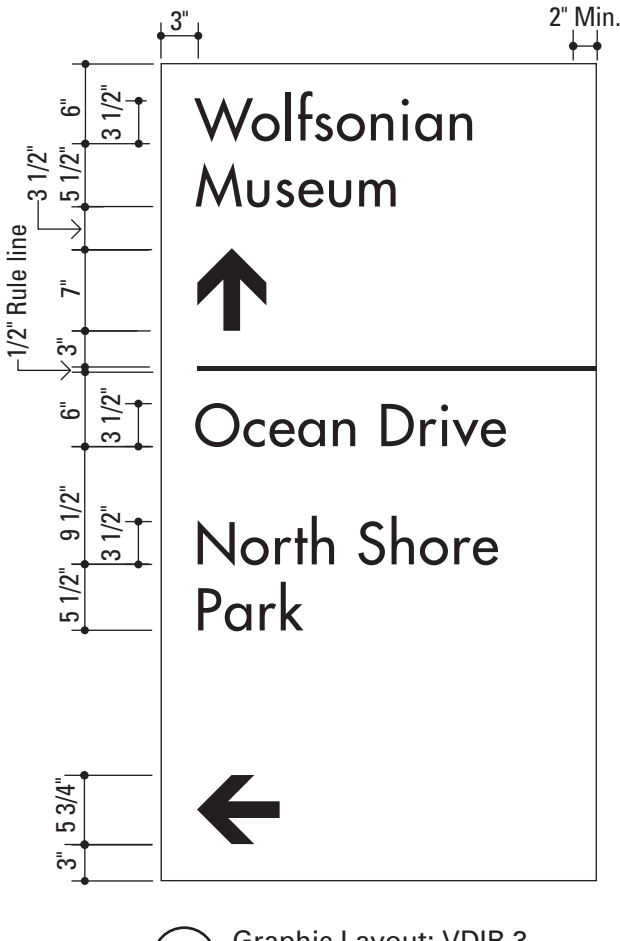 3"
2" Min.
6"
3 1/2"
Wolfsonian
3 1/2"
5 1/2"
Museum
1/2" Rule line
7"
3"
6"
3 1/2"
Ocean Drive
9 1/2"
3 1/2"
North Shore
5 1/2"
Park
5 3/4"
3"
Graphic Layout: VDIB 3